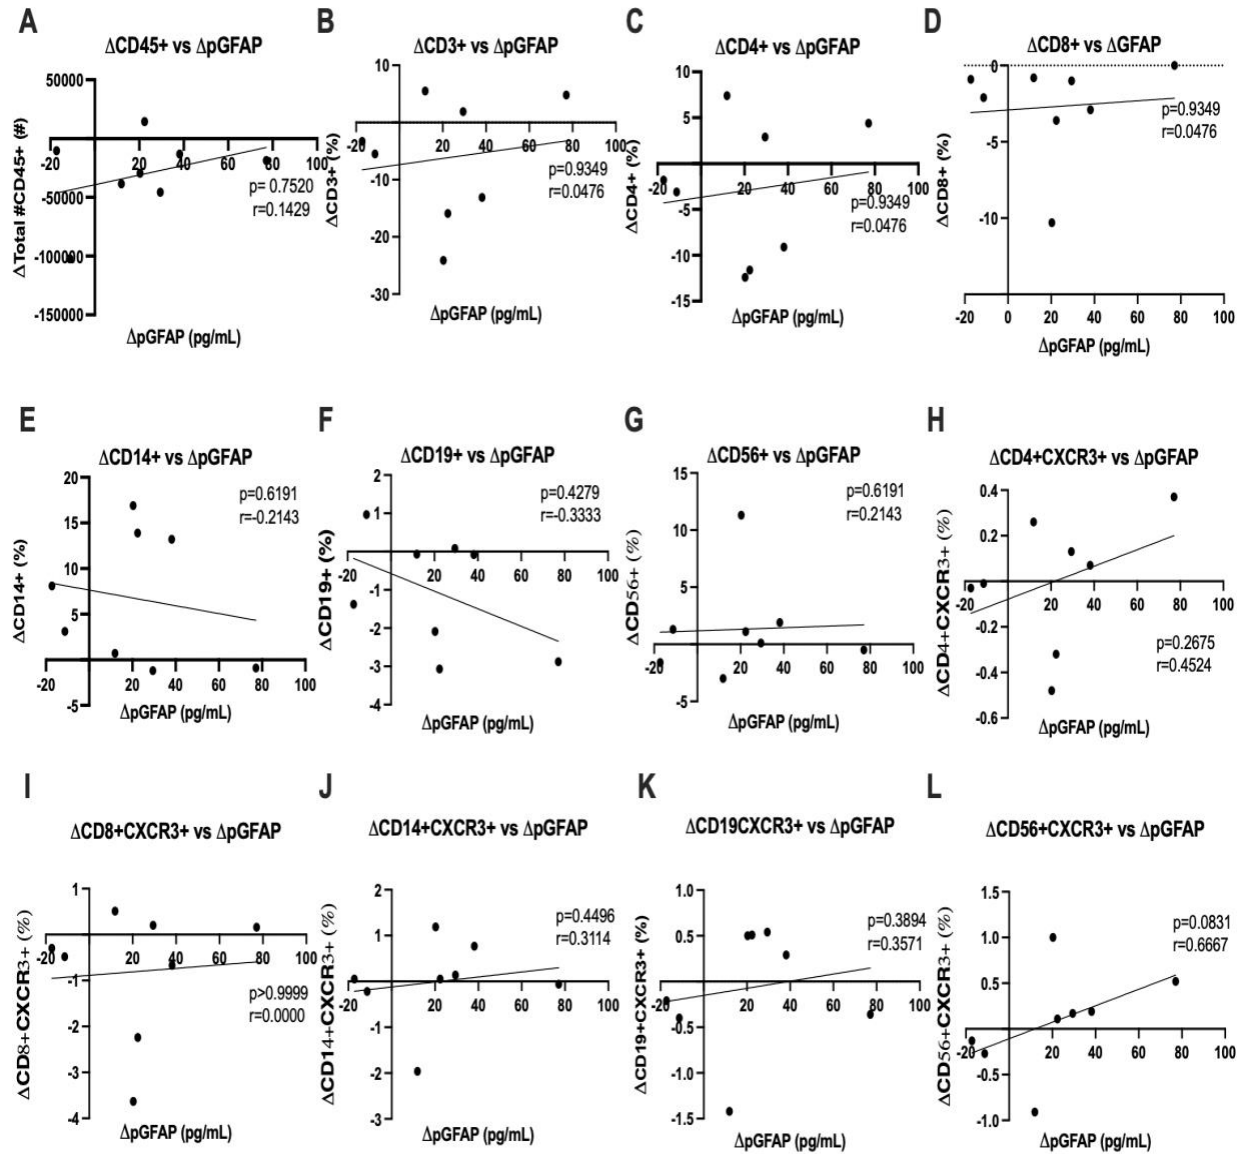 A
ΔCD45+ vs ΔpGFAP
50000
-20
20
40
60
80
100
-50000
-100000
-150000
ΔTotal #CD45+ (#)
p= 0.7520
r=0.1429
ΔpGFAP (pg/mL)
B
ΔCD3+ vs ΔpGFAP
10
-20
20
40
60
80
100
-10
-20
-30
ΔCD3+ (%)
p=0.9349
r=0.0476
ΔpGFAP (pg/mL)
C
ΔCD4+ vs ΔpGFAP
10
5
-20
20
40
60
80
100
-5
-10
-15
ΔCD4+ (%)
p=0.9349
r=0.0476
ΔpGFAP (pg/mL)
D
ΔCD8+ vs ΔGFAP
0
-5
-10
ΔCD8+ (%)
p=0.9349
r=0.0476
-20
0
20
40
60
80
100
ΔpGFAP (pg/mL)
E
ΔCD14+ vs ΔpGFAP
20
15
10
5
-20
20
40
60
80
100
-5
ΔCD14+ (%)
p=0.6191
r=-0.2143
ΔpGFAP (pg/mL)
F
ΔCD19+ vs ΔpGFAP
2
1
-20
20
40
60
80
100
-1
-2
-3
-4
ΔCD19+ (%)
p=0.4279
r=-0.3333
ΔpGFAP (pg/mL)
G
ΔCD56+ vs ΔpGFAP
15
10
5
-20
20
40
60
80
100
-5
ΔCD56+ (%)
p=0.6191
r=0.2143
ΔpGFAP (pg/mL)
H
ΔCD4+CXCR3+ vs ΔpGFAP
0.4
0.2
-20
20
40
60
80
100
-0.2
-0.4
-0.6
ΔCD4+CXCR3+ (%)
p=0.2675
r=0.4524
ΔpGFAP (pg/mL)
I
ΔCD8+CXCR3+ vs ΔpGFAP
1
-20
20
40
60
80
100
-1
-2
-3
-4
ΔCD8+CXCR3+ (%)
p>0.9999
r=0.0000
ΔpGFAP (pg/mL)
J
ΔCD14+CXCR3+ vs ΔpGFAP
2
1
-20
20
40
60
80
100
-1
-2
-3
ΔCD14+CXCR3+ (%)
p=0.4496
r=0.3114
ΔpGFAP (pg/mL)
K
ΔCD19CXCR3+ vs ΔpGFAP
1.0
0.5
-20
20
40
60
80
100
-0.5
-1.0
-1.5
ΔCD19+CXCR3+ (%)
p=0.3894
r=0.3571
ΔpGFAP (pg/mL)
L
ΔCD56+CXCR3+ vs ΔpGFAP
1.5
1.0
0.5
-20
20
40
60
80
100
-0.5
-1.0
ΔCD56+CXCR3+ (%)
p=0.0831
r=0.6667
ΔpGFAP (pg/mL)